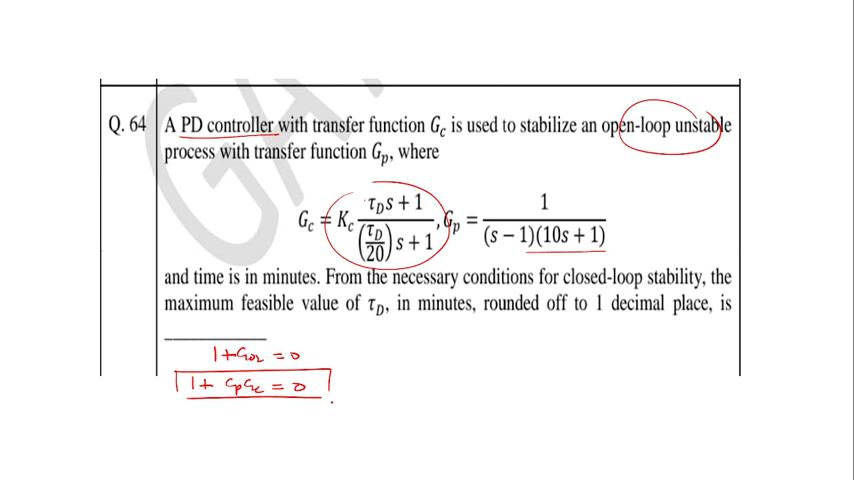 Q. 64 A PD controller with transfer function G_c is used to stabilize an open-loop unstable
process with transfer function G_p, where
G_c = K_c (τ_D s + 1) / ((τ_D/20) s + 1), G_p = 1 / ((s − 1)(10s + 1))
and time is in minutes. From the necessary conditions for closed-loop stability, the
maximum feasible value of τ_D, in minutes, rounded off to 1 decimal place, is
1 + G_OL = 0
1 + G_p G_c = 0